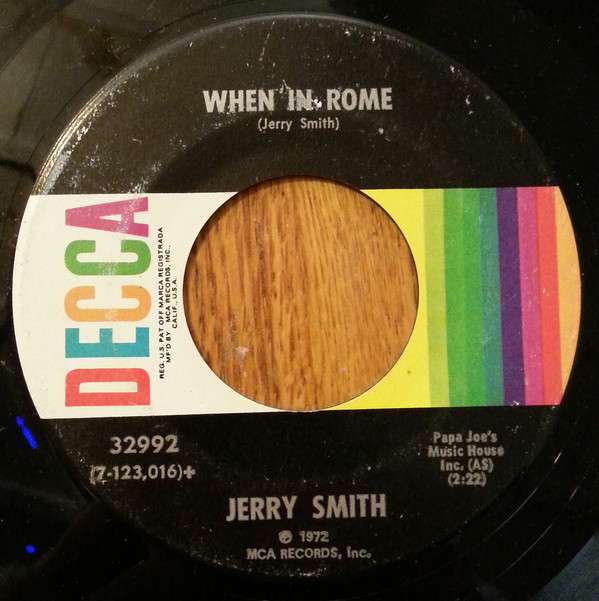 WHEN IN ROME
(Jerry Smith)
DECCA
REG. U.S. PAT OFF MARCA REGISTRADA
MF'D BY MCA RECORDS, INC.,
CALIF., U.S.A.
32992
(7-123,016)+
Papa Joe's
Music House
Inc. (AS)
(2:22)
JERRY SMITH
℗ 1972
MCA RECORDS, Inc.